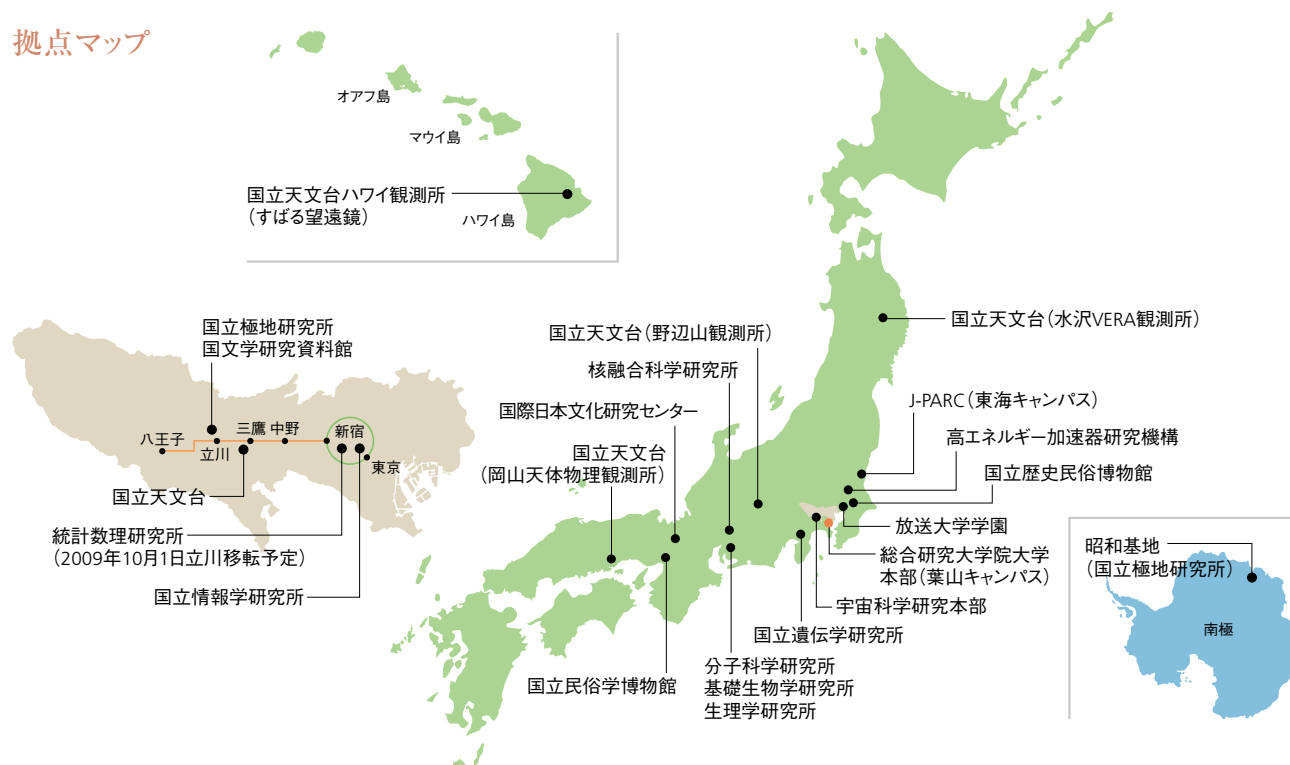 拠点マップ
オアフ島
マウイ島
国立天文台ハワイ観測所
(すばる望遠鏡)
ハワイ島
国立極地研究所
国文学研究資料館
八王子
立川
三鷹
中野
新宿
東京
国立天文台
統計数理研究所
(2009年10月1日立川移転予定)
国立情報学研究所
国立天文台(野辺山観測所)
核融合科学研究所
国際日本文化研究センター
国立天文台
(岡山天体物理観測所)
国立民俗学博物館
国立天文台(水沢VERA観測所)
J-PARC(東海キャンパス)
高エネルギー加速器研究機構
国立歴史民俗博物館
放送大学学園
総合研究大学院大学
本部(葉山キャンパス)
宇宙科学研究本部
国立遺伝学研究所
分子科学研究所
基礎生物学研究所
生理学研究所
昭和基地
(国立極地研究所)
南極